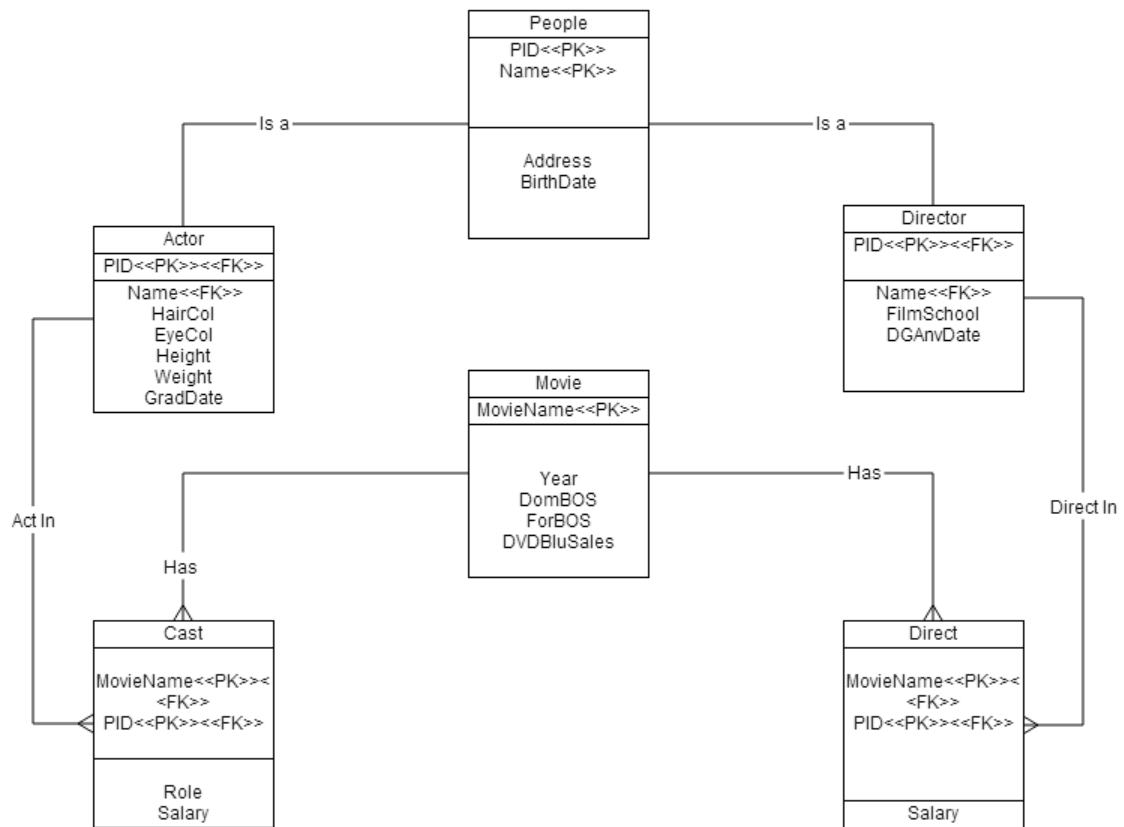 People
PID<<PK>>
Name<<PK>>
Address
BirthDate
Is a
Is a
Actor
PID<<PK>><<FK>>
Name<<FK>>
HairCol
EyeCol
Height
Weight
GradDate
Director
PID<<PK>><<FK>>
Name<<FK>>
FilmSchool
DGAnvDate
Movie
MovieName<<PK>>
Year
DomBOS
ForBOS
DVDBluSales
Act In
Has
Has
Direct In
Cast
MovieName<<PK>><
<FK>>
PID<<PK>><<FK>>
Role
Salary
Direct
MovieName<<PK>><
<FK>>
PID<<PK>><<FK>>
Salary